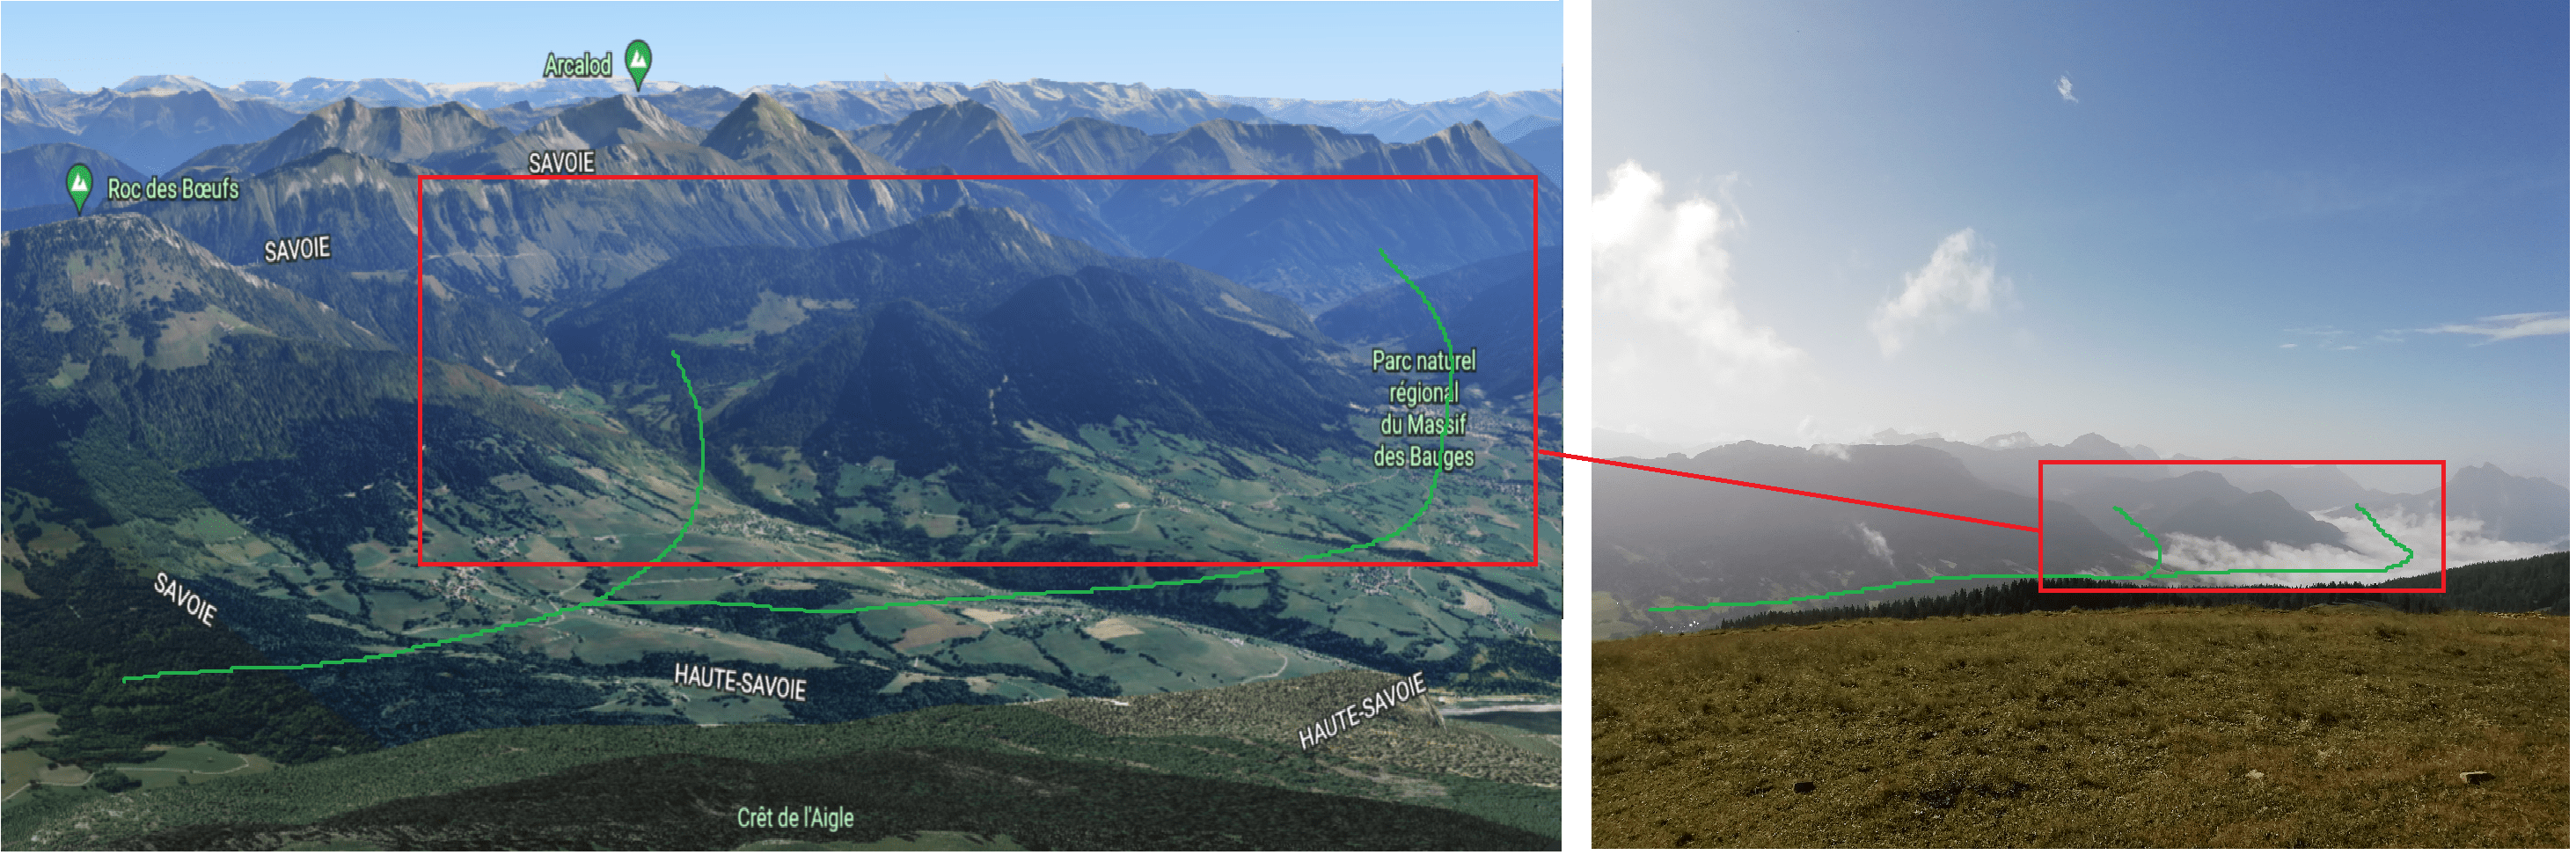 Arcalod
SAVOIE
Roc des Bœufs
SAVOIE
Parc naturel
régional
du Massif
des Bauges
SAVOIE
HAUTE-SAVOIE
HAUTE-SAVOIE
Crêt de l'Aigle